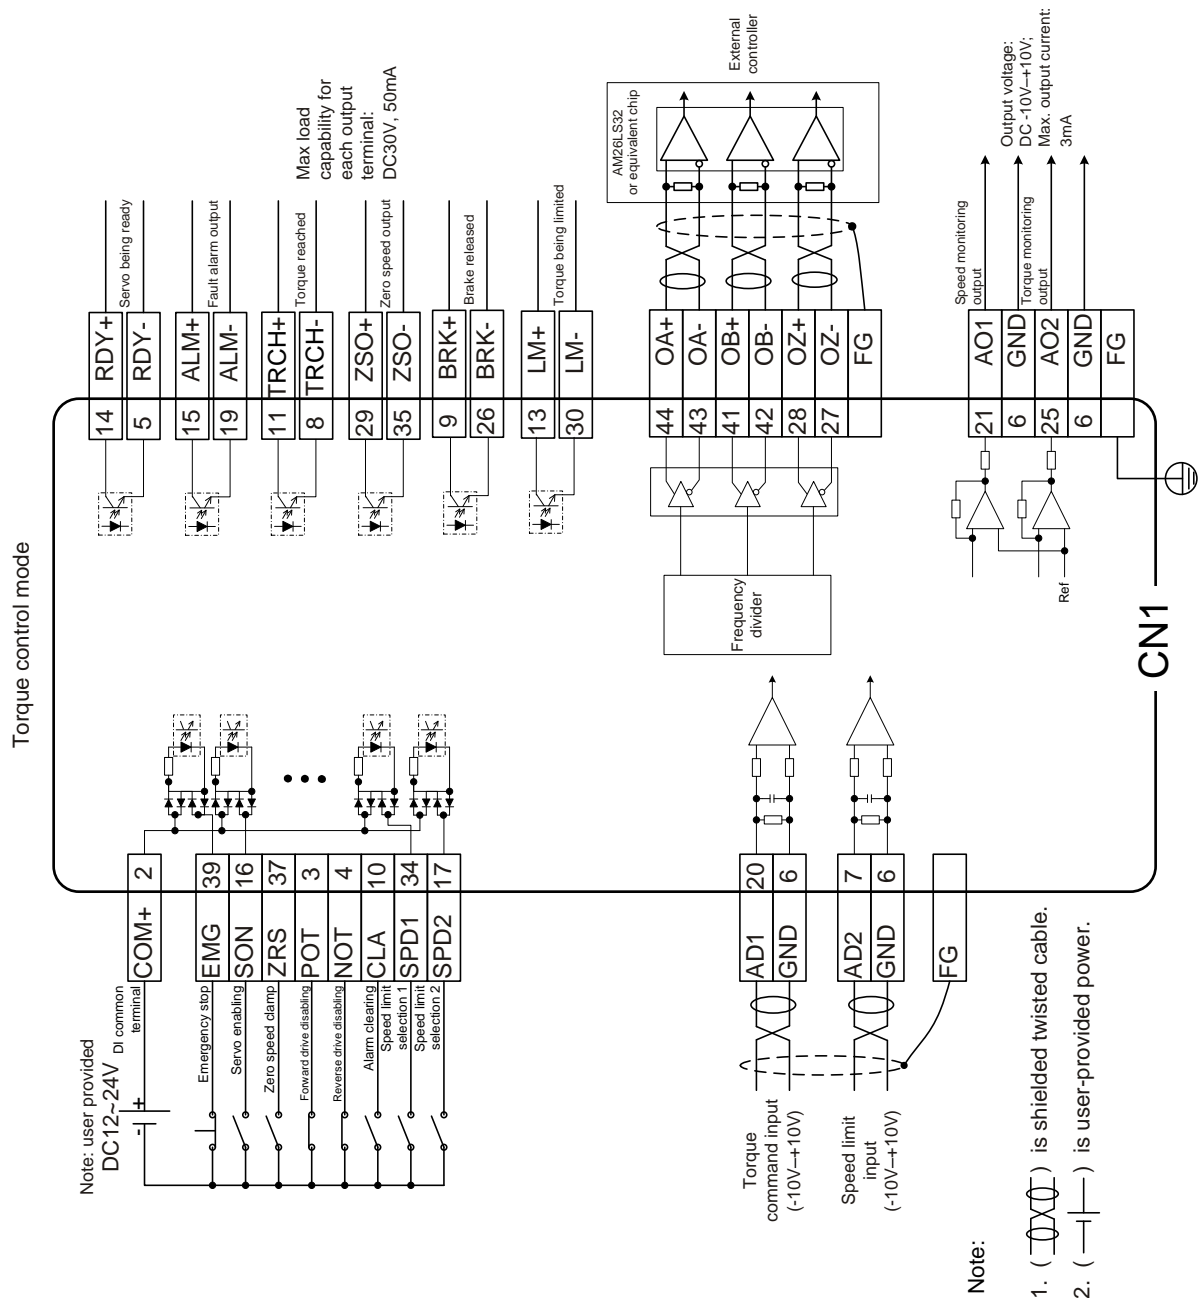 Torque control mode
Note: user provided
DC12~24V
- +
DI common
terminal
COM+ 2
Emergency stop EMG 39
Servo enabling SON 16
Zero speed clamp ZRS 37
Forward drive disabling POT 3
Reverse drive disabling NOT 4
Alarm clearing CLA 10
Speed limit
selection 1
SPD1 34
Speed limit
selection 2
SPD2 17
Torque
command input
(-10V–+10V)
AD1 20
GND 6
Speed limit
input
(-10V–+10V)
AD2 7
GND 6
FG
14 RDY+
Servo being ready
5 RDY-
15 ALM+
Fault alarm output
19 ALM-
11 TRCH+
Torque reached
8 TRCH-
29 ZSO+
Zero speed output
35 ZSO-
9 BRK+
Brake released
26 BRK-
13 LM+
Torque being limited
30 LM-
Max load
capability for
each output
terminal:
DC30V, 50mA
Frequency
divider
44 OA+
43 OA-
41 OB+
42 OB-
28 OZ+
27 OZ-
FG
AM26LS32
or equivalent chip
External
controller
Ref
21 AO1
Speed monitoring
output
6 GND
25 AO2
Torque monitoring
output
6 GND
FG
Output voltage:
DC -10V–+10V;
Max. output current:
3mA
CN1
Note:
1. ( ) is shielded twisted cable.
2. ( ) is user-provided power.